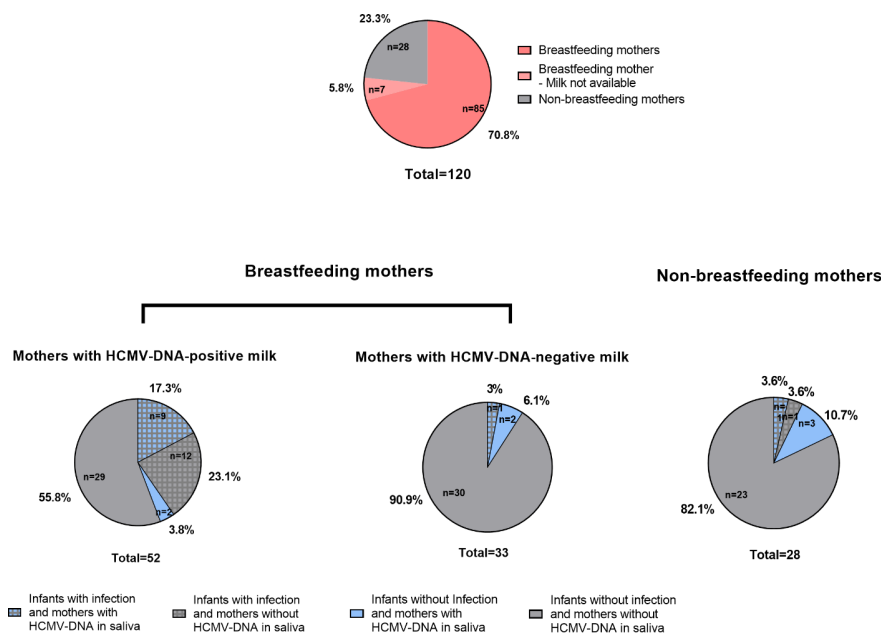 23.3%
n=28
5.8%
n=7
n=85
70.8%
Total=120
Breastfeeding mothers
Breastfeeding mother
- Milk not available
Non-breastfeeding mothers
Breastfeeding mothers
Non-breastfeeding mothers
Mothers with HCMV-DNA-positive milk
17.3%
n=9
n=12
n=29
55.8%
23.1%
n=2
3.8%
Total=52
Mothers with HCMV-DNA-negative milk
3%
6.1%
n=1
n=2
n=30
90.9%
Total=33
3.6%
3.6%
n=
1
n=1
n=3
10.7%
n=23
82.1%
Total=28
Infants with infection
and mothers with
HCMV-DNA in saliva
Infants with infection
and mothers without
HCMV-DNA in saliva
Infants without Infection
and mothers with
HCMV-DNA in saliva
Infants without infection
and mothers without
HCMV-DNA in saliva